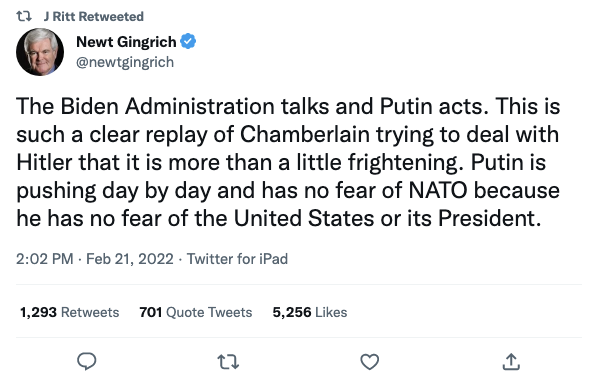 J Ritt Retweeted
Newt Gingrich
@newtgingrich
The Biden Administration talks and Putin acts. This is
such a clear replay of Chamberlain trying to deal with
Hitler that it is more than a little frightening. Putin is
pushing day by day and has no fear of NATO because
he has no fear of the United States or its President.
2:02 PM · Feb 21, 2022 · Twitter for iPad
1,293 Retweets 701 Quote Tweets 5,256 Likes